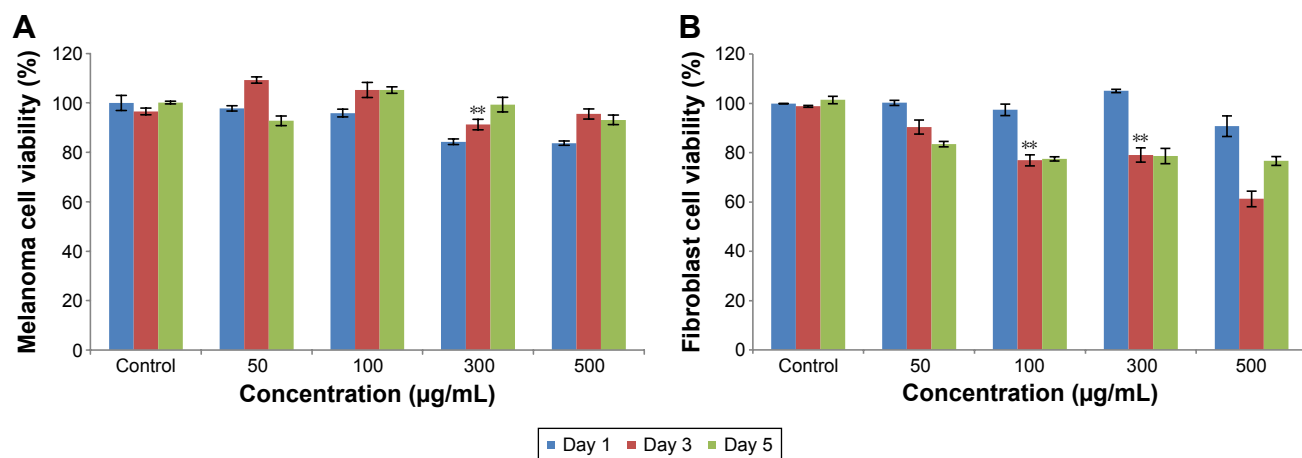 A
Melanoma cell viability (%)
120
100
80
60
40
20
0
**
Control 50 100 300 500
Concentration (µg/mL)
B
Fibroblast cell viability (%)
120
100
80
60
40
20
0
** **
Control 50 100 300 500
Concentration (µg/mL)
Day 1 Day 3 Day 5